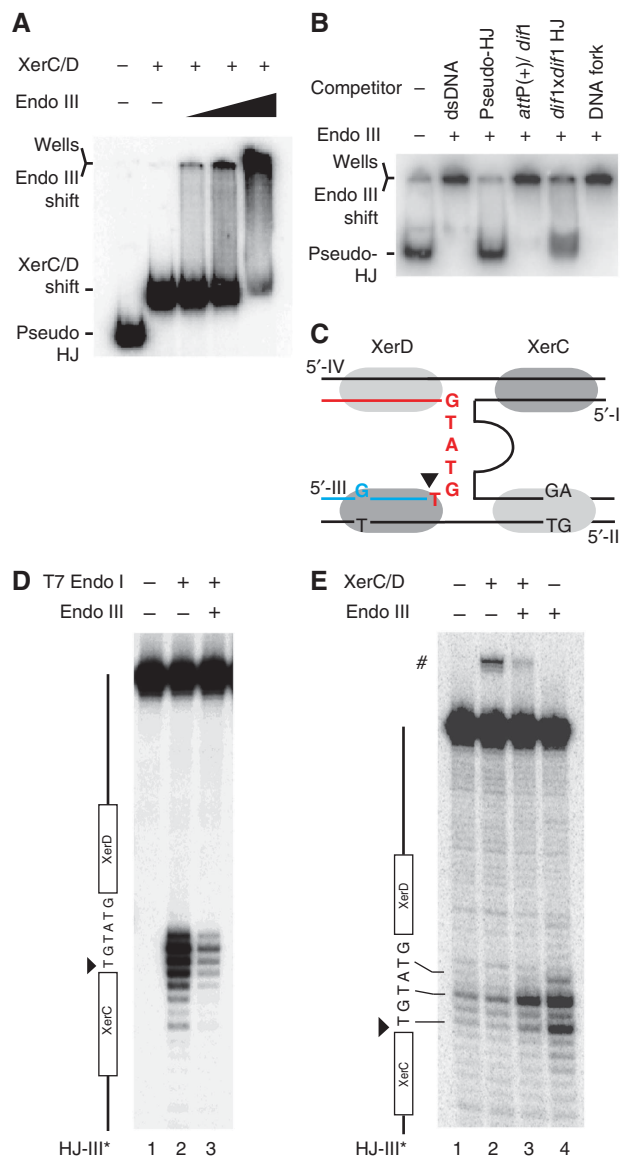 A
XerC/D – + + + +
Endo III – –
Wells
Endo III
shift
XerC/D
shift
Pseudo
HJ
B
Competitor – dsDNA Pseudo-HJ attP(+)/ dif1 dif1xdif1 HJ DNA fork
Endo III – + + + + +
Wells
Endo III
shift
Pseudo-
HJ
C
XerD XerC
5′-IV
5′-I
G
T
A
T
G
T
5′-III
G
T
GA
TG
5′-II
D
T7 Endo I – + +
Endo III – – +
XerD
T G T A T G
XerC
HJ-III* 1 2 3
E
XerC/D – + + –
Endo III – – + +
#
XerD
T G T A T G
XerC
HJ-III* 1 2 3 4